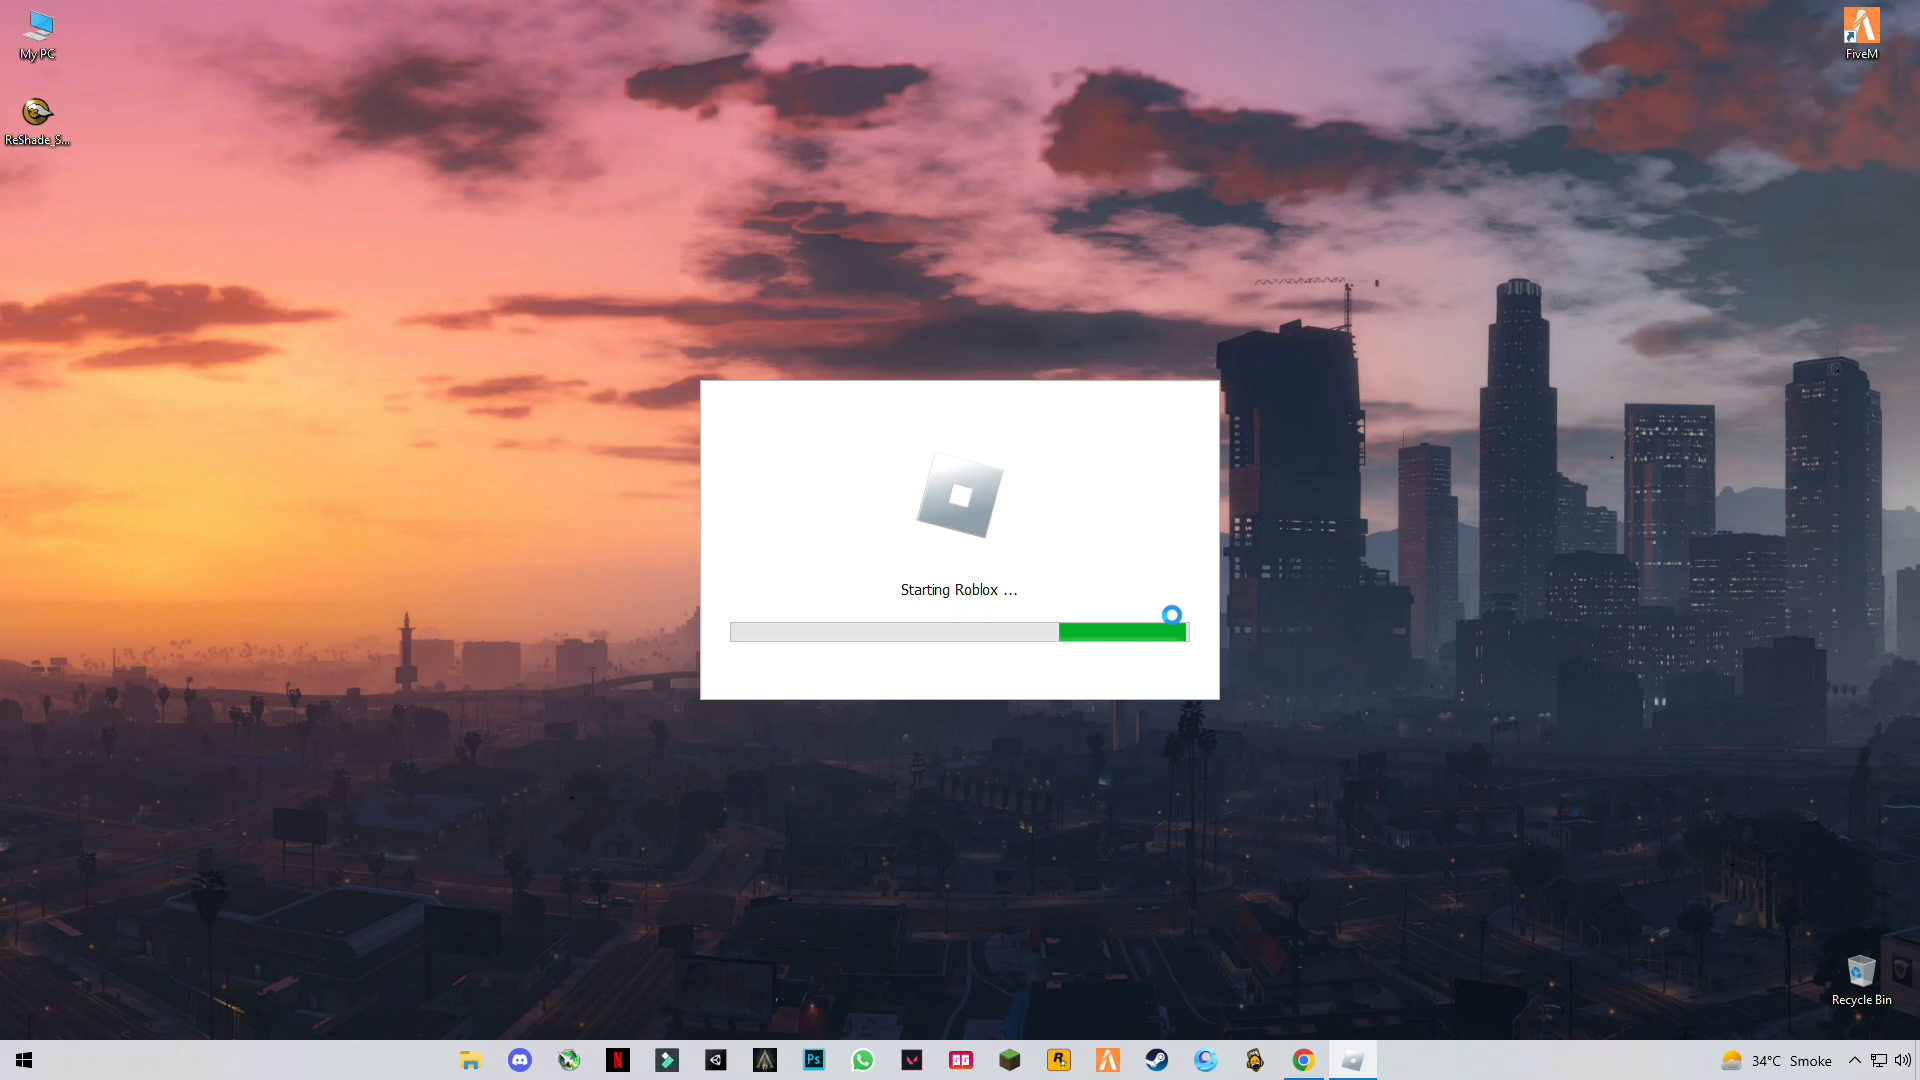 My PC
FiveM
ReShade_S...
Starting Roblox ...
Recycle Bin
34°C Smoke